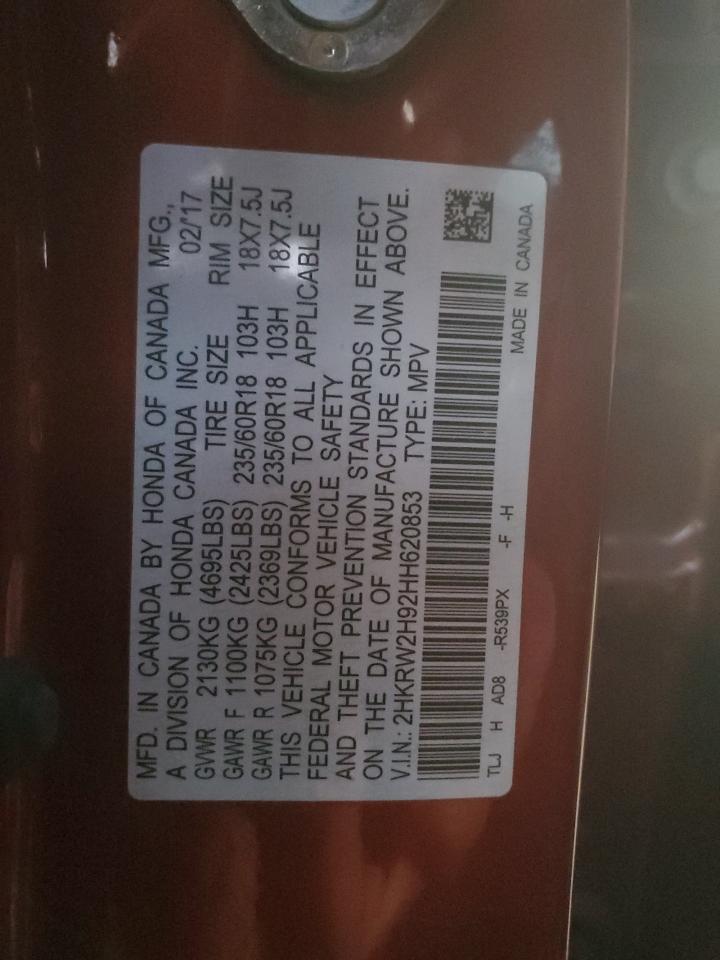 MFD. IN CANADA BY HONDA OF CANADA MFG.,
A DIVISION OF HONDA CANADA INC. 02/'17
GVWR 2130KG (4695LBS) TIRE SIZE RIM SIZE
GAWR F 1100KG (2425LBS) 235/60R18 103H 18X7.5J
GAWR R 1075KG (2369LBS) 235/60R18 103H 18X7.5J
THIS VEHICLE CONFORMS TO ALL APPLICABLE
FEDERAL MOTOR VEHICLE SAFETY
AND THEFT PREVENTION STANDARDS IN EFFECT
ON THE DATE OF MANUFACTURE SHOWN ABOVE.
V.I.N.: 2HKRW2H92HH620853 TYPE: MPV
TLJ H AD8 -R539PX -F -H MADE IN CANADA